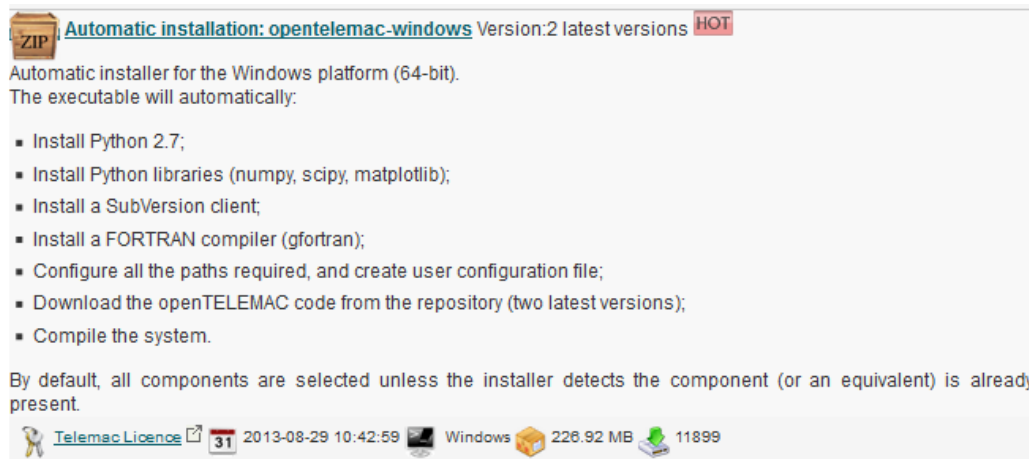 ZIP Automatic installation: opentelemac-windows Version:2 latest versions HOT
Automatic installer for the Windows platform (64-bit).
The executable will automatically:
▪ Install Python 2.7;
▪ Install Python libraries (numpy, scipy, matplotlib);
▪ Install a SubVersion client;
▪ Install a FORTRAN compiler (gfortran);
▪ Configure all the paths required, and create user configuration file;
▪ Download the openTELEMAC code from the repository (two latest versions);
▪ Compile the system.
By default, all components are selected unless the installer detects the component (or an equivalent) is already
present.
Telemac Licence 31 2013-08-29 10:42:59 Windows 226.92 MB 11899